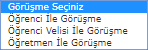 Görüşme Seçiniz
Öğrenci İle Görüşme
Öğrenci Velisi İle Görüşme
Öğretmen İle Görüşme